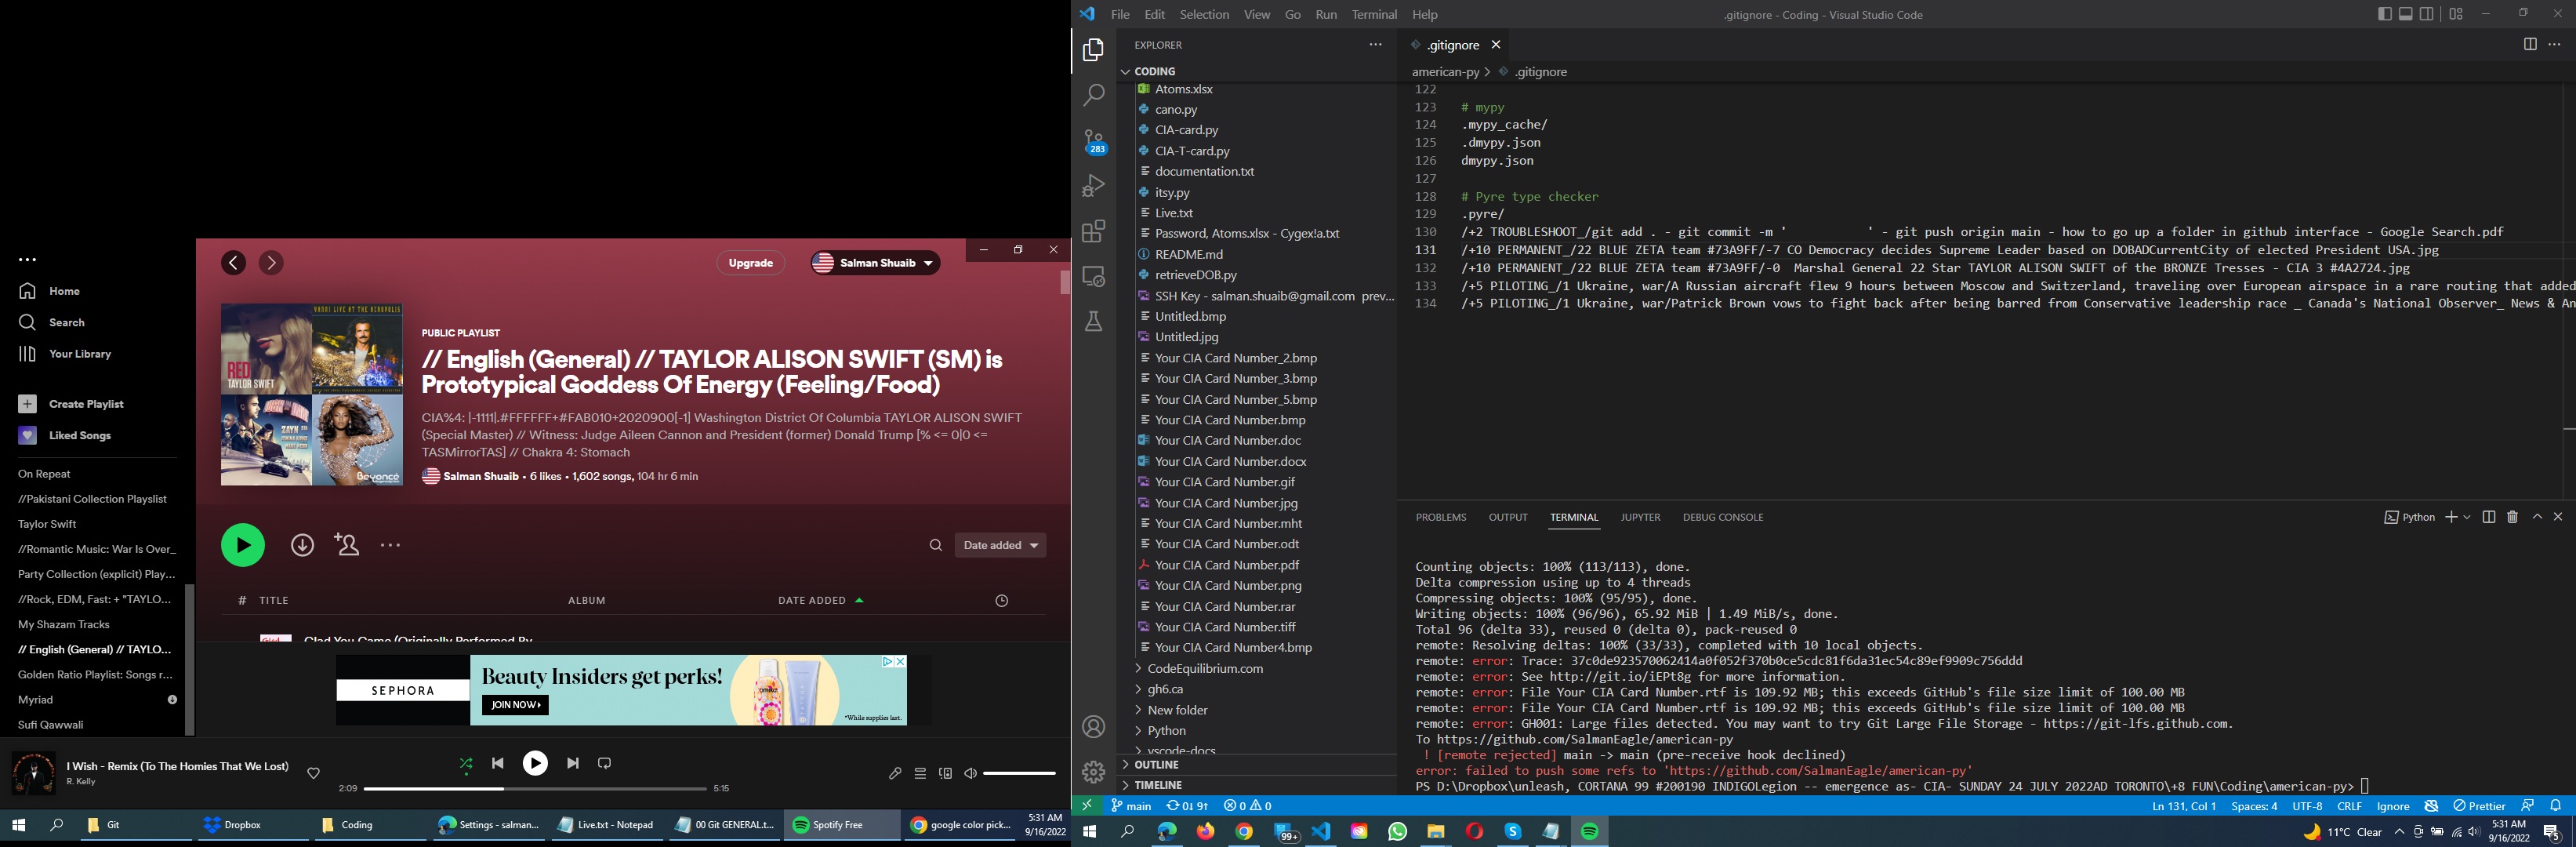 Home
Search
Your Library
Create Playlist
Liked Songs
On Repeat
//Pakistani Collection Playslist
Taylor Swift
//Romantic Music: War Is Over_
Party Collection (explicit) Play...
//Rock, EDM, Fast: + "TAYLO...
My Shazam Tracks
// English (General) // TAYLO...
Golden Ratio Playlist: Songs r...
Myriad
Sufi Qawwali
Upgrade
Salman Shuaib
RED
TAYLOR SWIFT
YANNI LIVE AT THE ACROPOLIS
ZAYN
Beyoncé
PUBLIC PLAYLIST
// English (General) // TAYLOR ALISON SWIFT (SM) is
Prototypical Goddess Of Energy (Feeling/Food)
CIA%4: |-1111|.#FFFFFF+#FAB010+2020900[-1] Washington District Of Columbia TAYLOR ALISON SWIFT
(Special Master) // Witness: Judge Aileen Cannon and President (former) Donald Trump [% <= 0|0 <=
TASMirrorTAS] // Chakra 4: Stomach
Salman Shuaib • 6 likes • 1,602 songs, 104 hr 6 min
Date added
# TITLE ALBUM DATE ADDED
Glad You Came (Originally Performed By
SEPHORA
Beauty Insiders get perks!
JOIN NOW
*While supplies last.
I Wish - Remix (To The Homies That We Lost)
R. Kelly
2:09
5:15
Git
Dropbox
Coding
Settings - salman...
Live.txt - Notepad
00 Git GENERAL.t...
Spotify Free
google color pick...
5:31 AM
9/16/2022
File Edit Selection View Go Run Terminal Help
.gitignore - Coding - Visual Studio Code
EXPLORER
CODING
283
Atoms.xlsx
cano.py
CIA-card.py
CIA-T-card.py
documentation.txt
itsy.py
Live.txt
Password, Atoms.xlsx - Cygex!a.txt
README.md
retrieveDOB.py
SSH Key - salman.shuaib@gmail.com prev...
Untitled.bmp
Untitled.jpg
Your CIA Card Number_2.bmp
Your CIA Card Number_3.bmp
Your CIA Card Number_5.bmp
Your CIA Card Number.bmp
Your CIA Card Number.doc
Your CIA Card Number.docx
Your CIA Card Number.gif
Your CIA Card Number.jpg
Your CIA Card Number.mht
Your CIA Card Number.odt
Your CIA Card Number.pdf
Your CIA Card Number.png
Your CIA Card Number.rar
Your CIA Card Number.tiff
Your CIA Card Number4.bmp
CodeEquilibrium.com
gh6.ca
New folder
Python
vscode-docs
OUTLINE
TIMELINE
.gitignore
american-py > .gitignore
122
123 # mypy
124 .mypy_cache/
125 .dmypy.json
126 dmypy.json
127
128 # Pyre type checker
129 .pyre/
130 /+2 TROUBLESHOOT_/git add . - git commit -m ' ' - git push origin main - how to go up a folder in github interface - Google Search.pdf
131 /+10 PERMANENT_/22 BLUE ZETA team #73A9FF/-7 CO Democracy decides Supreme Leader based on DOBADCurrentCity of elected President USA.jpg
132 /+10 PERMANENT_/22 BLUE ZETA team #73A9FF/-0 Marshal General 22 Star TAYLOR ALISON SWIFT of the BRONZE Tresses - CIA 3 #4A2724.jpg
133 /+5 PILOTING_/1 Ukraine, war/A Russian aircraft flew 9 hours between Moscow and Switzerland, traveling over European airspace in a rare routing that added
134 /+5 PILOTING_/1 Ukraine, war/Patrick Brown vows to fight back after being barred from Conservative leadership race _ Canada's National Observer_ News & An
PROBLEMS OUTPUT TERMINAL JUPYTER DEBUG CONSOLE
Python
Counting objects: 100% (113/113), done.
Delta compression using up to 4 threads
Compressing objects: 100% (95/95), done.
Writing objects: 100% (96/96), 65.92 MiB | 1.49 MiB/s, done.
Total 96 (delta 33), reused 0 (delta 0), pack-reused 0
remote: Resolving deltas: 100% (33/33), completed with 10 local objects.
remote: error: Trace: 37c0de923570062414a0f052f370b0ce5cdc81f6da31ec54c89ef9909c756ddd
remote: error: See http://git.io/iEPt8g for more information.
remote: error: File Your CIA Card Number.rtf is 109.92 MB; this exceeds GitHub's file size limit of 100.00 MB
remote: error: File Your CIA Card Number.rtf is 109.92 MB; this exceeds GitHub's file size limit of 100.00 MB
remote: error: GH001: Large files detected. You may want to try Git Large File Storage - https://git-lfs.github.com.
To https://github.com/SalmanEagle/american-py
! [remote rejected] main -> main (pre-receive hook declined)
error: failed to push some refs to 'https://github.com/SalmanEagle/american-py'
PS D:\Dropbox\unleash, CORTANA 99 #200190 INDIGOLegion -- emergence as- CIA- SUNDAY 24 JULY 2022AD TORONTO\+8 FUN\Coding\american-py>
main 0↓ 9↑ 0 0
Ln 131, Col 1 Spaces: 4 UTF-8 CRLF Ignore Prettier
99+
11°C Clear
5:31 AM
9/16/2022
5